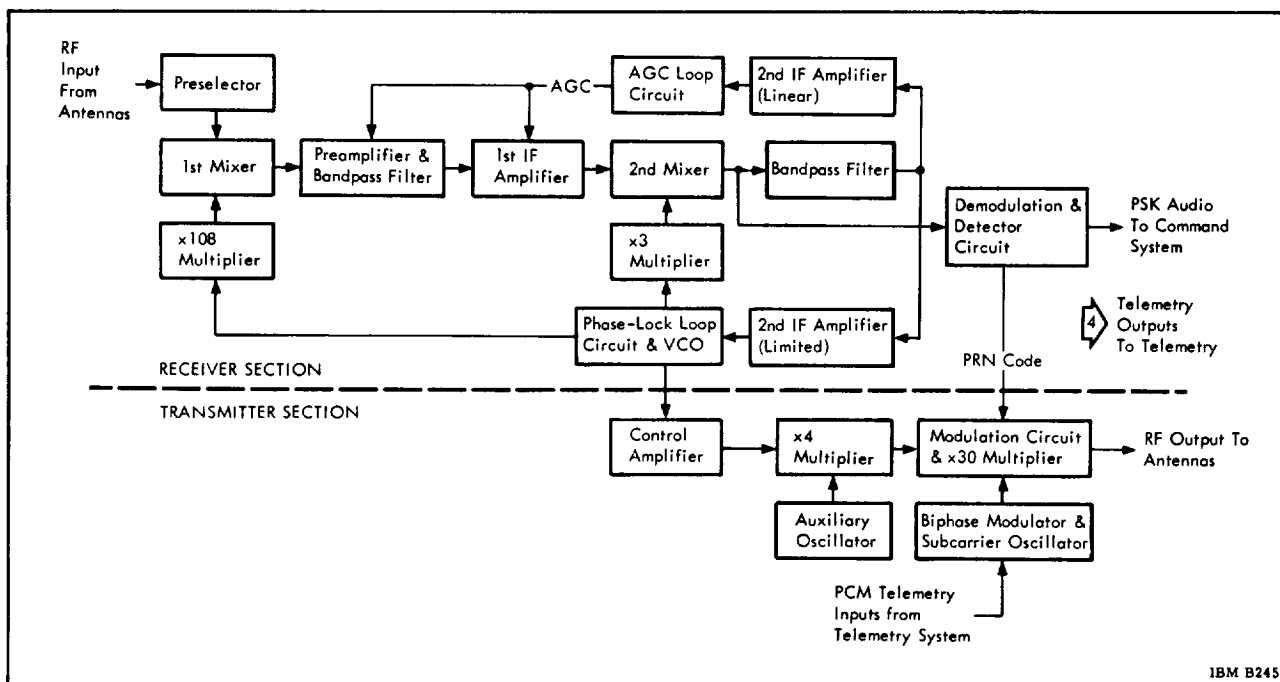 RF
Input
From
Antennas
Preselector
AGC
AGC Loop
Circuit
2nd IF Amplifier
(Linear)
1st Mixer
Preamplifier &
Bandpass Filter
1st IF
Amplifier
2nd Mixer
Bandpass Filter
Demodulation &
Detector
Circuit
PSK Audio
To Command
System
x108
Multiplier
x3
Multiplier
Phase-Lock Loop
Circuit & VCO
2nd IF Amplifier
(Limited)
4
Telemetry
Outputs
To Telemetry
PRN Code
RECEIVER SECTION
TRANSMITTER SECTION
Control
Amplifier
x4
Multiplier
Modulation Circuit
& x30 Multiplier
RF Output To
Antennas
Auxiliary
Oscillator
Biphase Modulator &
Subcarrier Oscillator
PCM Telemetry
Inputs from
Telemetry System
IBM B245